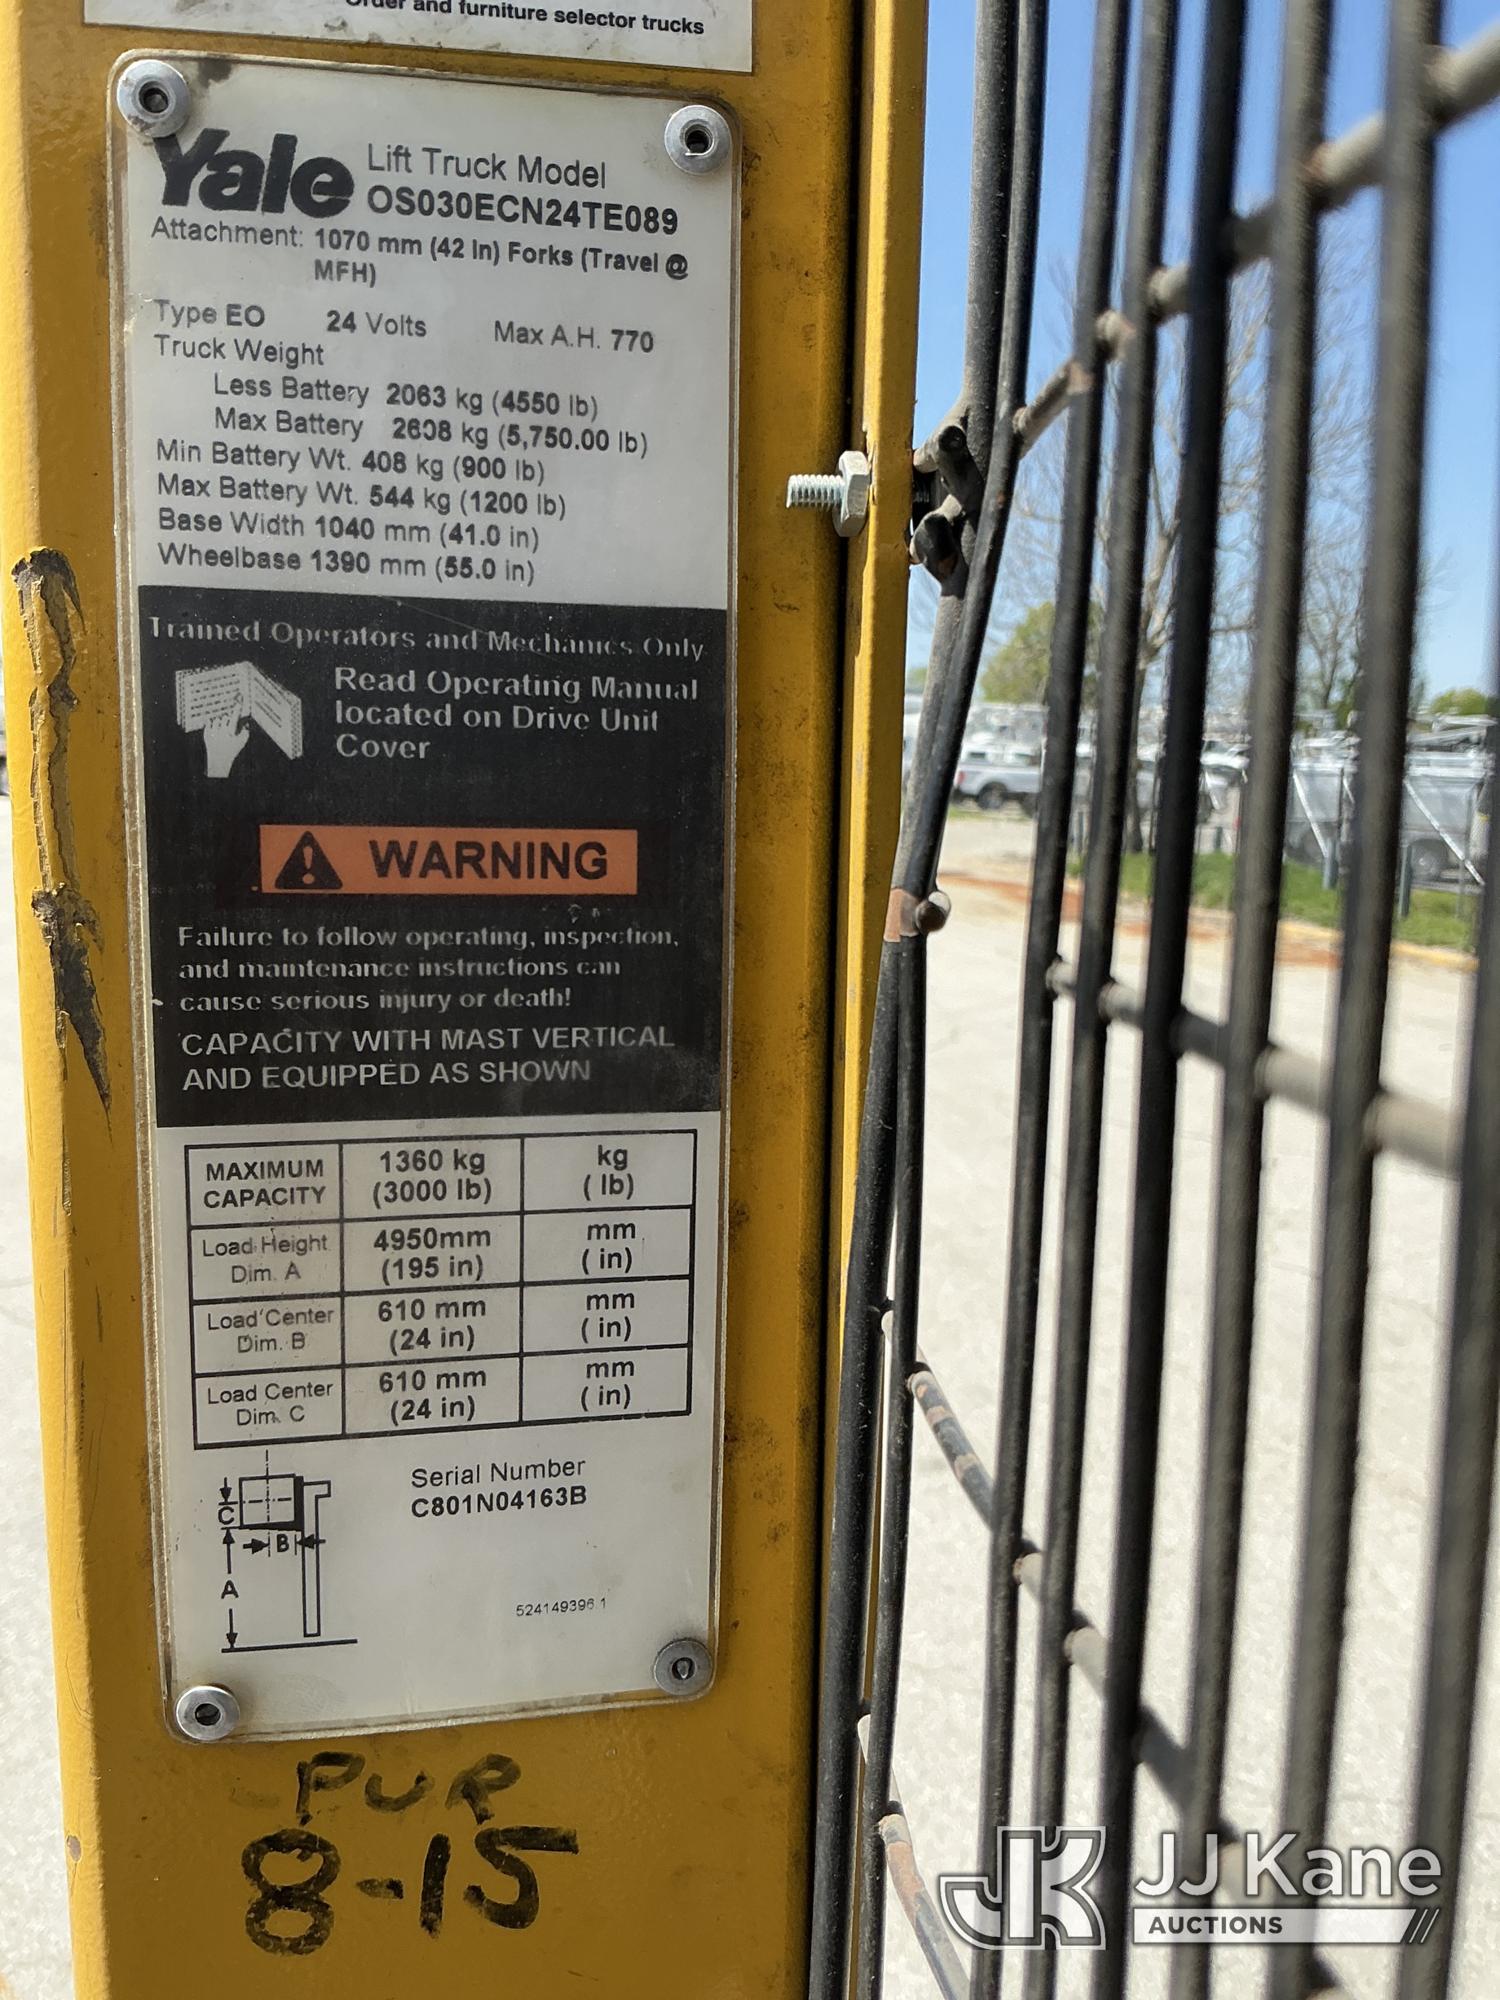 Order and furniture selector trucks
Yale
Lift Truck Model
OS030ECN24TE089
Attachment: 1070 mm (42 In) Forks (Travel @
MFH)
Type EO 24 Volts Max A.H. 770
Truck Weight
Less Battery 2063 kg (4550 lb)
Max Battery 2608 kg (5,750.00 lb)
Min Battery Wt. 408 kg (900 lb)
Max Battery Wt. 544 kg (1200 lb)
Base Width 1040 mm (41.0 in)
Wheelbase 1390 mm (55.0 in)
Trained Operators and Mechanics Only
Read Operating Manual
located on Drive Unit
Cover
WARNING
Failure to follow operating, inspection,
and maintenance instructions can
cause serious injury or death!
CAPACITY WITH MAST VERTICAL
AND EQUIPPED AS SHOWN
MAXIMUM CAPACITY 1360 kg (3000 lb) kg ( lb)
Load Height Dim. A 4950mm (195 in) mm ( in)
Load Center Dim. B 610 mm (24 in) mm ( in)
Load Center Dim. C 610 mm (24 in) mm ( in)
C
B
A
Serial Number
C801N04163B
524149396 1
PUR
8-15
JK
JJ Kane
AUCTIONS